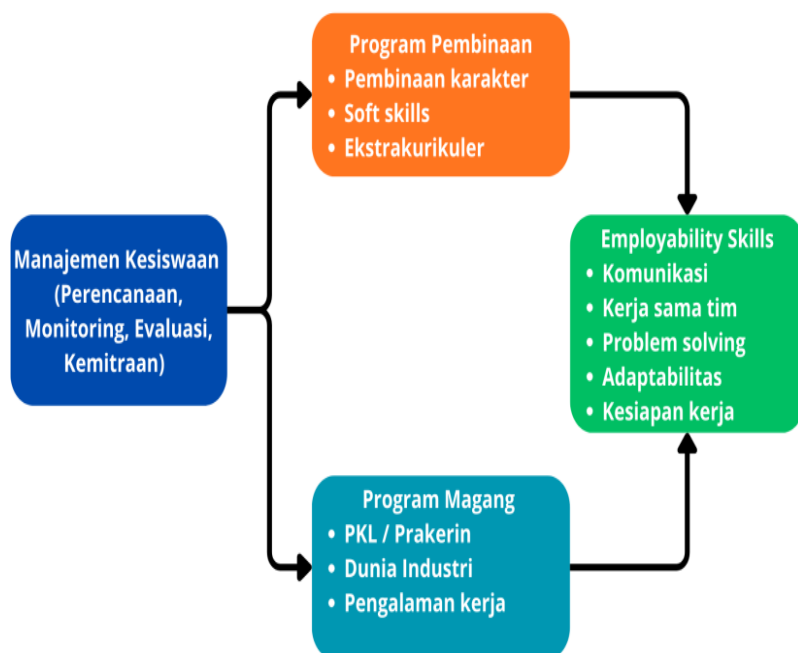 Program Pembinaan
• Pembinaan karakter
• Soft skills
• Ekstrakurikuler
Manajemen Kesiswaan
(Perencanaan,
Monitoring, Evaluasi,
Kemitraan)
Employability Skills
• Komunikasi
• Kerja sama tim
• Problem solving
• Adaptabilitas
• Kesiapan kerja
Program Magang
• PKL / Prakerin
• Dunia Industri
• Pengalaman kerja